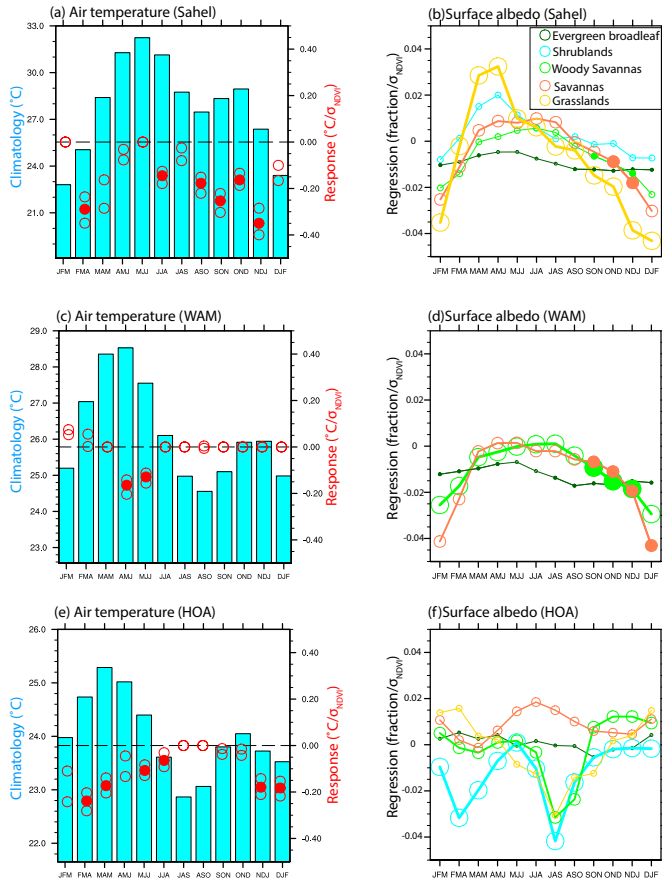 (a) Air temperature (Sahel)
33.0
30.0
27.0
24.0
21.0
Climatology (°C)
0.40
0.20
0.00
-0.20
-0.40
Response (°C/σNDVI)
JFM FMA MAM AMJ MJJ JJA JAS ASO SON OND NDJ DJF
(b)Surface albedo (Sahel)
Evergreen broadleaf
Shrublands
Woody Savannas
Savannas
Grasslands
0.04
0.02
0
-0.02
-0.04
Regression (fraction/σNDVI)
JFM FMA MAM AMJ MJJ JJA JAS ASO SON OND NDJ DJF
(c) Air temperature (WAM)
29.0
28.0
27.0
26.0
25.0
24.0
23.0
Climatology (°C)
0.40
0.20
0.00
-0.20
-0.40
Response (°C/σNDVI)
JFM FMA MAM AMJ MJJ JJA JAS ASO SON OND NDJ DJF
(d)Surface albedo (WAM)
0.04
0.02
0
-0.02
-0.04
Regression (fraction/σNDVI)
JFM FMA MAM AMJ MJJ JJA JAS ASO SON OND NDJ DJF
(e) Air temperature (HOA)
26.0
25.0
24.0
23.0
22.0
Climatology (°C)
0.40
0.20
0.00
-0.20
-0.40
Response (°C/σNDVI)
JFM FMA MAM AMJ MJJ JJA JAS ASO SON OND NDJ DJF
(f)Surface albedo (HOA)
0.04
0.02
0
-0.02
-0.04
Regression (fraction/σNDVI)
JFM FMA MAM AMJ MJJ JJA JAS ASO SON OND NDJ DJF